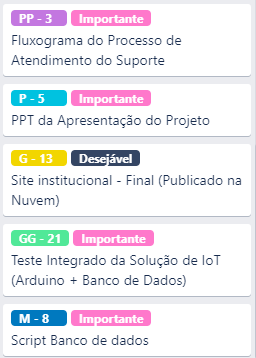 PP - 3 Importante
Fluxograma do Processo de
Atendimento do Suporte
P - 5 Importante
PPT da Apresentação do Projeto
G - 13 Desejável
Site institucional - Final (Publicado na
Nuvem)
GG - 21 Importante
Teste Integrado da Solução de IoT
(Arduino + Banco de Dados)
M - 8 Importante
Script Banco de dados